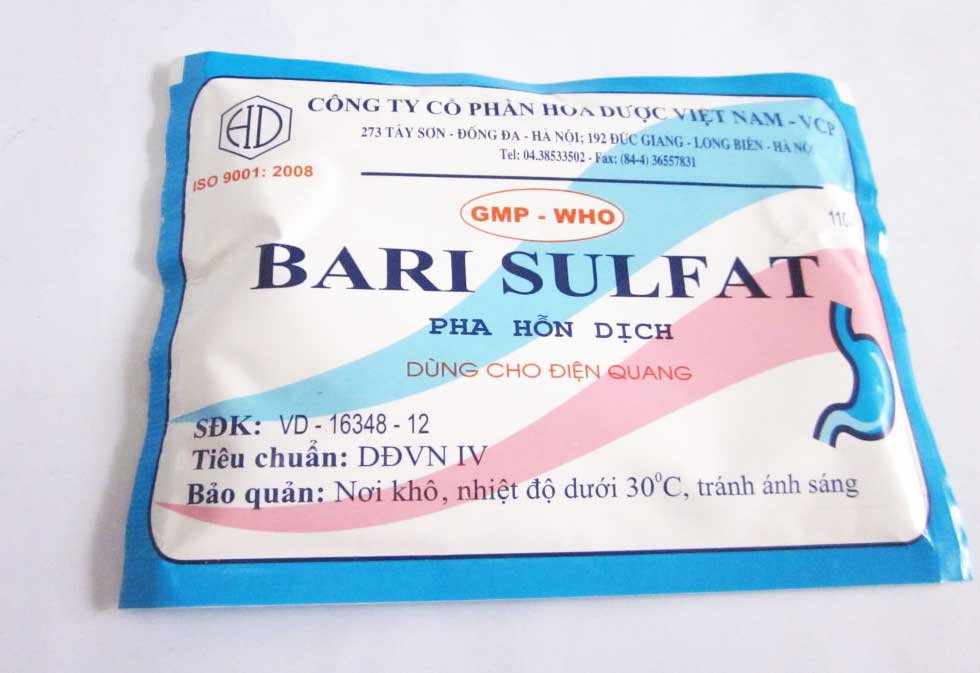 HD
CÔNG TY CỔ PHẦN HÓA DƯỢC VIỆT NAM - VCP
273 TÂY SƠN - ĐỐNG ĐA - HÀ NỘI; 192 ĐỨC GIANG - LONG BIÊN - HÀ NỘI
Tel: 04.38533502 - Fax: (84-4) 36557831
ISO 9001: 2008
GMP - WHO
BARI SULFAT
PHA HỖN DỊCH
DÙNG CHO ĐIỆN QUANG
SĐK: VD - 16348 - 12
Tiêu chuẩn: DĐVN IV
Bảo quản: Nơi khô, nhiệt độ dưới 30⁰C, tránh ánh sáng